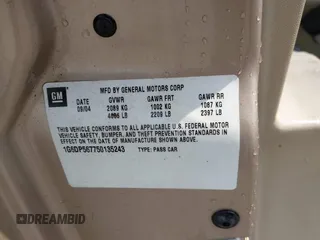 GM
MFD BY GENERAL MOTORS CORP
DATE GVWR GAWR FRT GAWR RR
09/04 2089 KG 1002 KG 1087 KG
4606 LB 2209 LB 2397 LB
THIS VEHICLE CONFORMS TO ALL APPLICABLE U.S. FEDERAL MOTOR
VEHICLE SAFETY, BUMPER, AND THEFT PREVENTION STANDARDS
IN EFFECT ON THE DATE OF MANUFACTURE SHOWN ABOVE.
1G6DP567750135243 TYPE: PASS CAR
DREAMBID